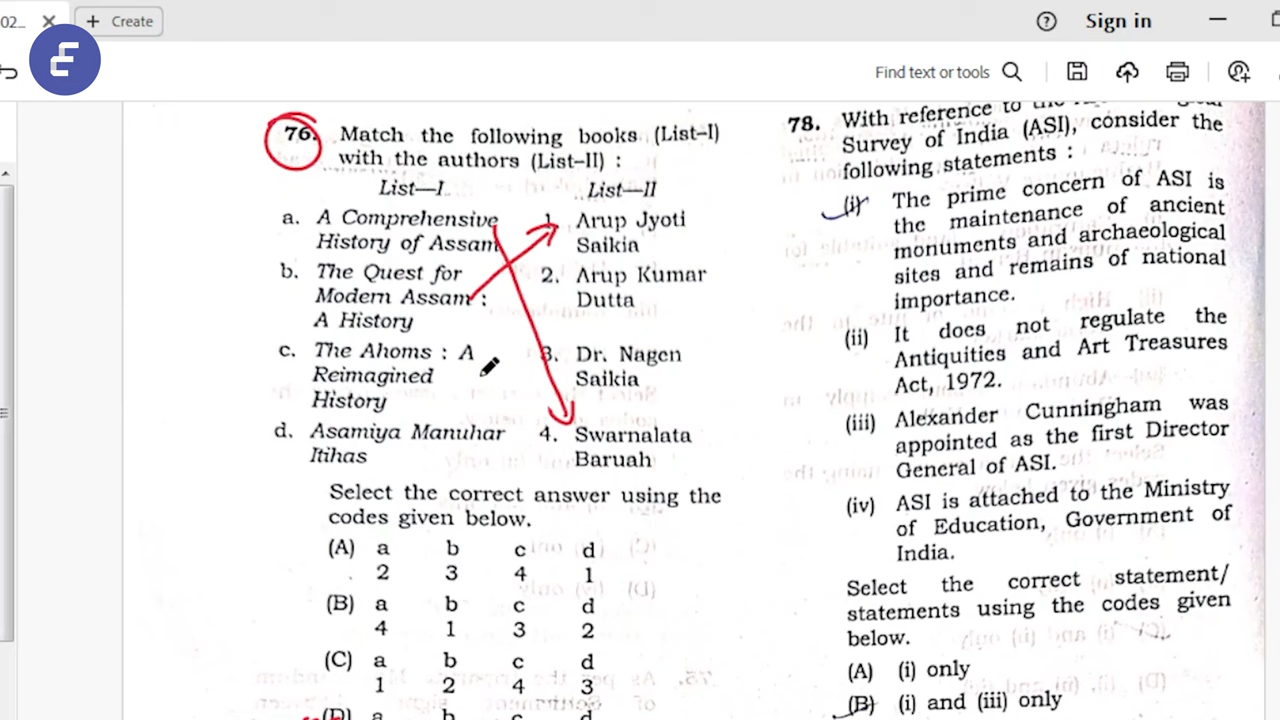 02_
Create
Sign in
Find text or tools
76. Match the following books (List–I)
with the authors (List–II) :
List—I
List—II
a. A Comprehensive
History of Assam
1. Arup Jyoti
Saikia
b. The Quest for
Modern Assam :
A History
2. Arup Kumar
Dutta
c. The Ahoms : A
Reimagined
History
3. Dr. Nagen
Saikia
d. Asamiya Manuhar
Itihas
4. Swarnalata
Baruah
Select the correct answer using the
codes given below.
(A) a b c d
2 3 4 1
(B) a b c d
4 1 3 2
(C) a b c d
1 2 4 3
(D) a b c d
78. With reference to the
Survey of India (ASI), consider the
following statements :
(i) The prime concern of ASI is
the maintenance of ancient
monuments and archaeological
sites and remains of national
importance.
(ii) It does not regulate the
Antiquities and Art Treasures
Act, 1972.
(iii) Alexander Cunningham was
appointed as the first Director
General of ASI.
(iv) ASI is attached to the Ministry
of Education, Government of
India.
Select the correct statement/
statements using the codes given
below.
(A) (i) only
(B) (i) and (iii) only